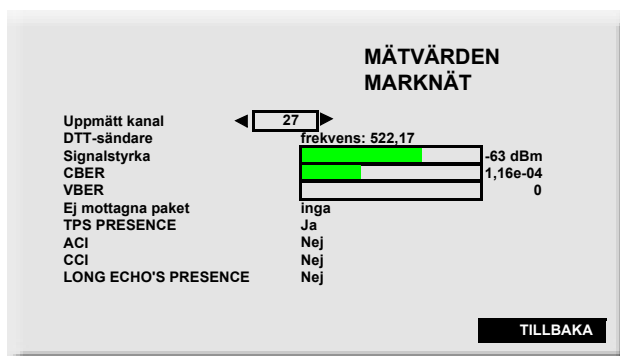 MÄTVÄRDEN
MARKNÄT
Uppmätt kanal 27
DTT-sändare frekvens: 522,17
Signalstyrka -63 dBm
CBER 1,16e-04
VBER 0
Ej mottagna paket inga
TPS PRESENCE Ja
ACI Nej
CCI Nej
LONG ECHO'S PRESENCE Nej
TILLBAKA